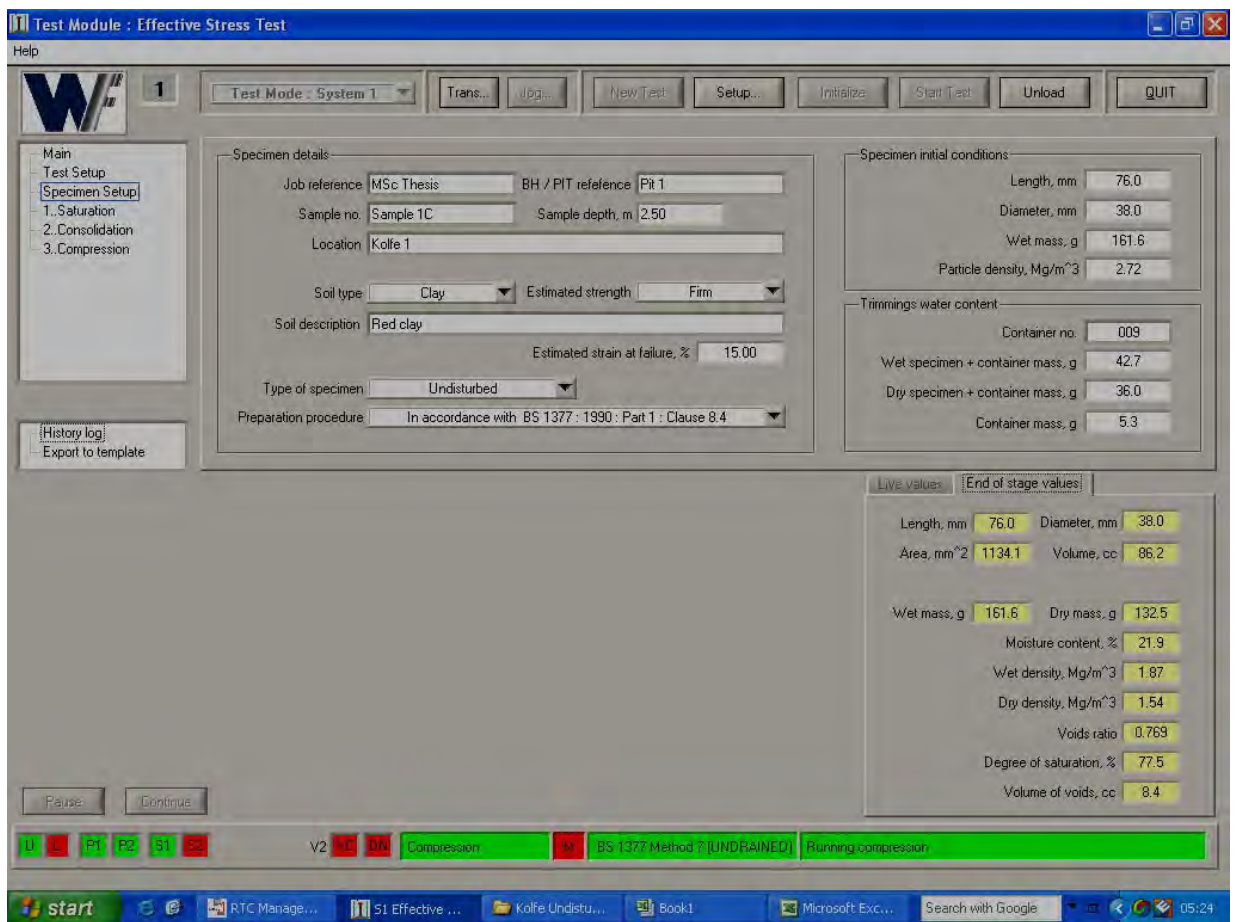 Test Module : Effective Stress Test
Help
1
Test Mode : System 1
Trans...
Jog...
New Test
Setup...
Initialize
Start Test
Unload
QUIT
Main
Test Setup
Specimen Setup
1..Saturation
2..Consolidation
3..Compression
History log
Export to template
Specimen details
Job reference MSc Thesis BH / PIT refefence Pit 1
Sample no. Sample 1C Sample depth, m 2.50
Location Kolfe 1
Soil type Clay Estimated strength Firm
Soil description Red clay
Estimated strain at failure, % 15.00
Type of specimen Undisturbed
Preparation procedure In accordance with BS 1377 : 1990 : Part 1 : Clause 8.4
Specimen initial conditions
Length, mm 76.0
Diameter, mm 38.0
Wet mass, g 161.6
Particle density, Mg/m^3 2.72
Trimmings water content
Container no. 009
Wet specimen + container mass, g 42.7
Dry specimen + container mass, g 36.0
Container mass, g 5.3
Live values End of stage values
Length, mm 76.0 Diameter, mm 38.0
Area, mm^2 1134.1 Volume, cc 86.2
Wet mass, g 161.6 Dry mass, g 132.5
Moisture content, % 21.9
Wet density, Mg/m^3 1.87
Dry density, Mg/m^3 1.54
Voids ratio 0.769
Degree of saturation, % 77.5
Volume of voids, cc 8.4
Pause Continue
U L P1 P2 S1 S2 V2 DN Compression M BS 1377 Method 7 [UNDRAINED] Running compression
start RTC Manage... S1 Effective ... Kolfe Undistu... Book1 Microsoft Exc... Search with Google 05:24